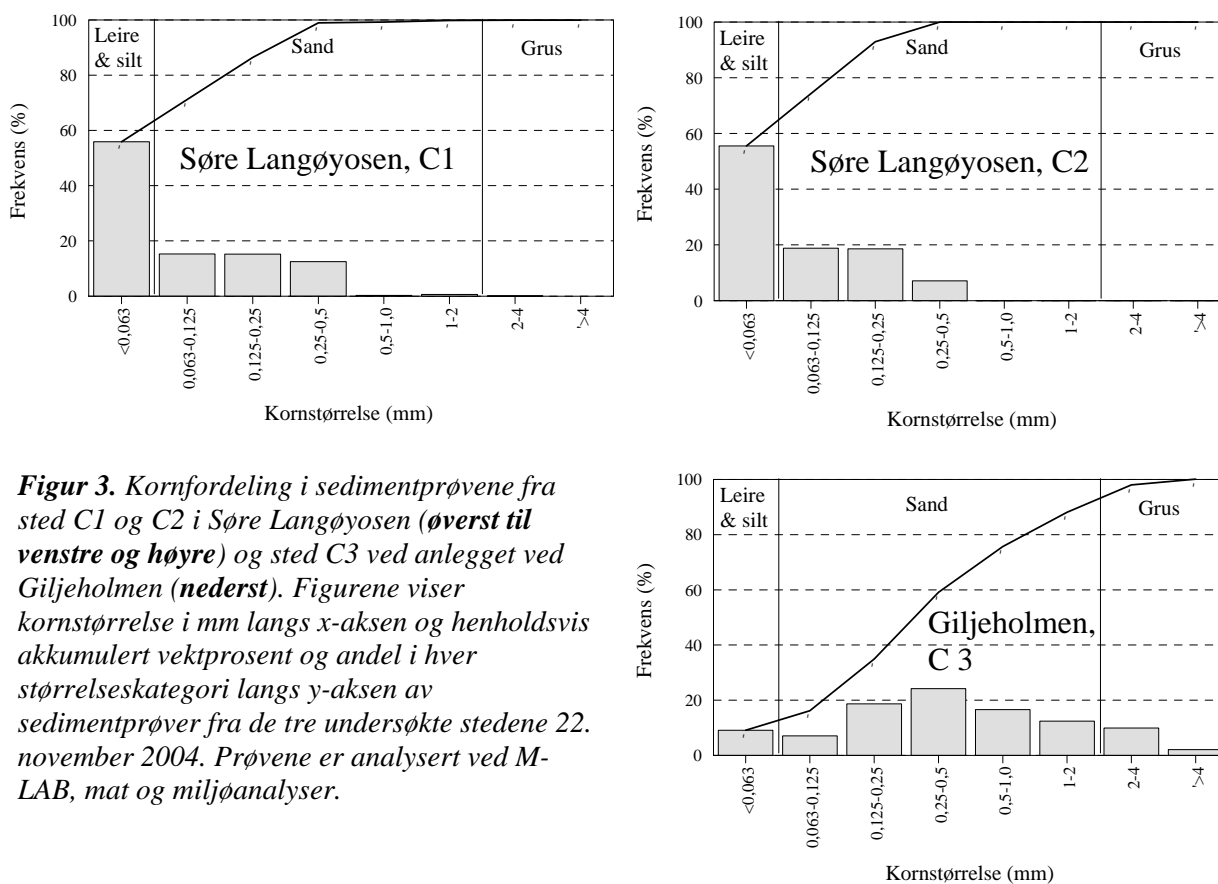 100
80
60
40
20
0
Frekvens (%)
Leire
& silt
Sand
Grus
Søre Langøyosen, C1
<0,063
0,063-0,125
0,125-0,25
0,25-0,5
0,5-1,0
1-2
2-4
'>4
Kornstørrelse (mm)
100
80
60
40
20
0
Frekvens (%)
Leire
& silt
Sand
Grus
Søre Langøyosen, C2
<0,063
0,063-0,125
0,125-0,25
0,25-0,5
0,5-1,0
1-2
2-4
'>4
Kornstørrelse (mm)
Figur 3. Kornfordeling i sedimentprøvene fra
sted C1 og C2 i Søre Langøyosen (øverst til
venstre og høyre) og sted C3 ved anlegget ved
Giljeholmen (nederst). Figurene viser
kornstørrelse i mm langs x-aksen og henholdsvis
akkumulert vektprosent og andel i hver
størrelseskategori langs y-aksen av
sedimentprøver fra de tre undersøkte stedene 22.
november 2004. Prøvene er analysert ved M-
LAB, mat og miljøanalyser.
100
80
60
40
20
0
Frekvens (%)
Leire
& silt
Sand
Grus
Giljeholmen,
C 3
<0,063
0,063-0,125
0,125-0,25
0,25-0,5
0,5-1,0
1-2
2-4
'>4
Kornstørrelse (mm)